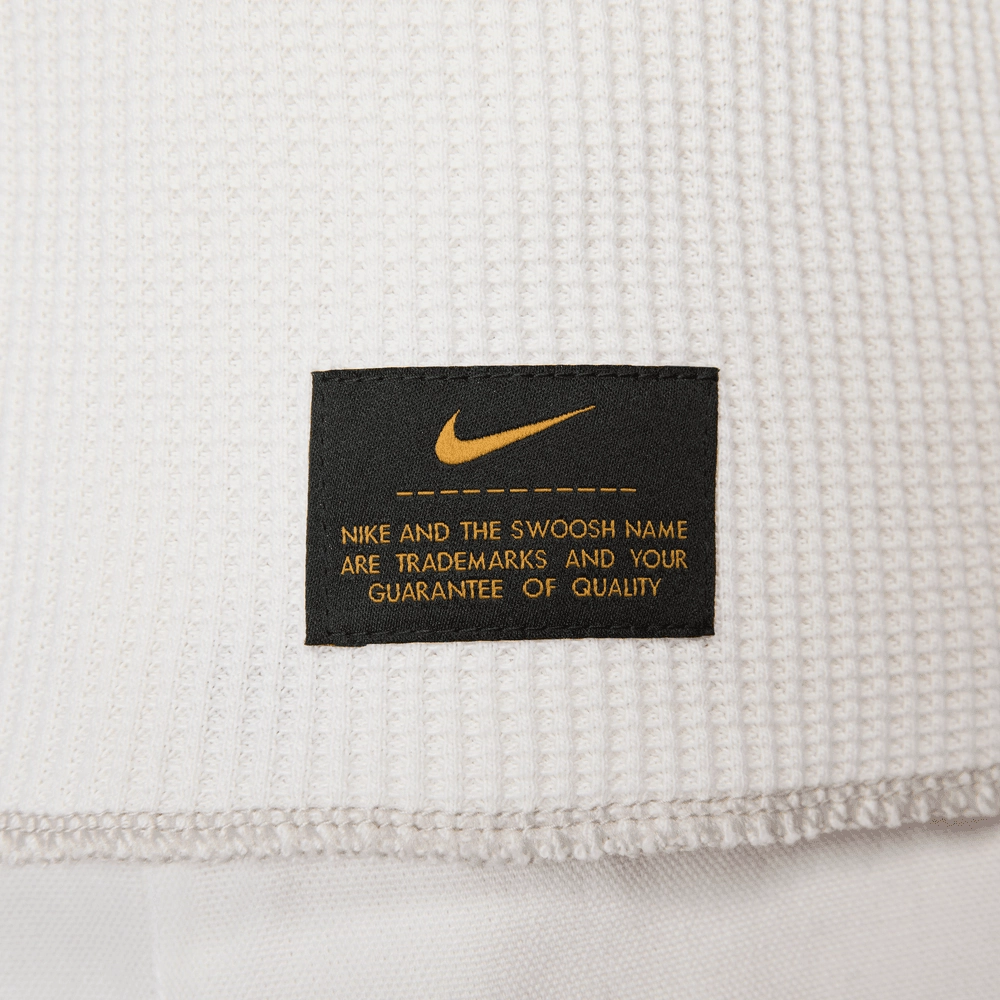 NIKE AND THE SWOOSH NAME
ARE TRADEMARKS AND YOUR
GUARANTEE OF QUALITY